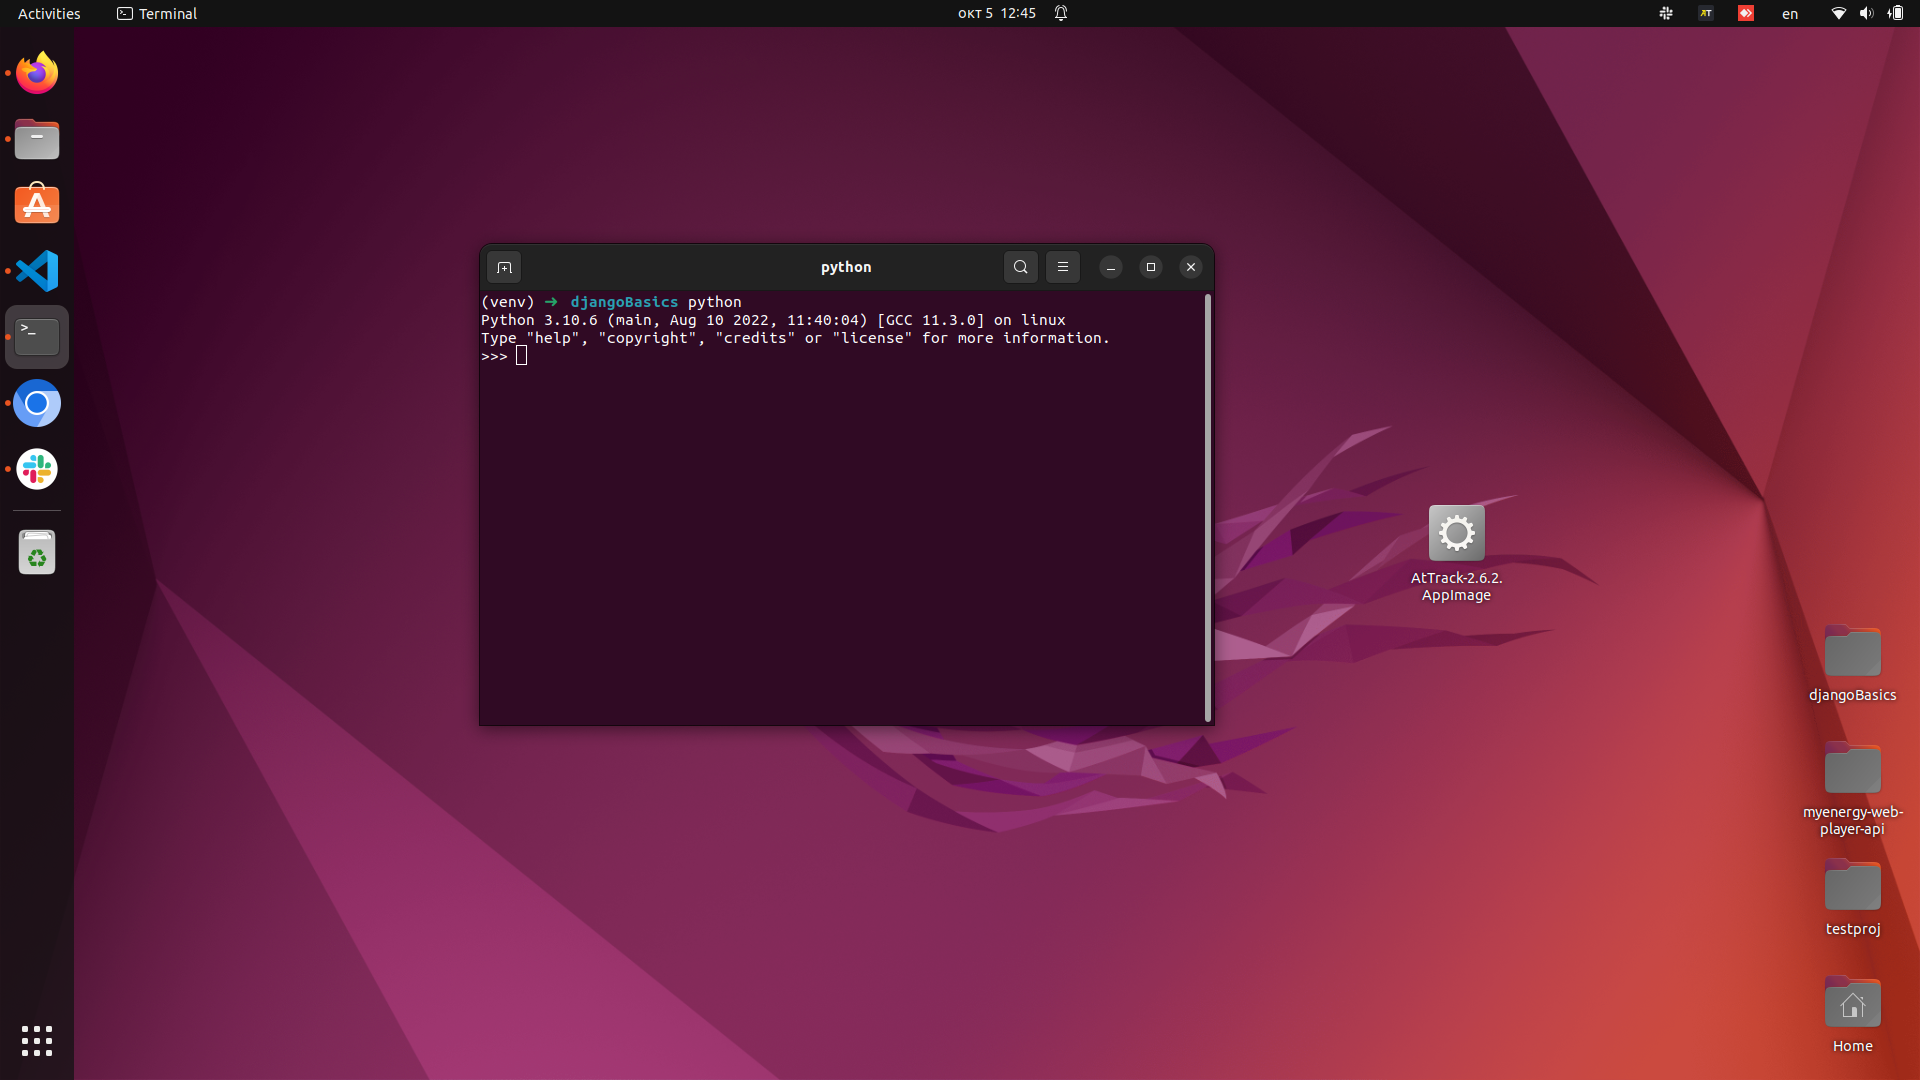 Activities
Terminal
окт 5 12:45
en
python
(venv) ➜ djangoBasics python
Python 3.10.6 (main, Aug 10 2022, 11:40:04) [GCC 11.3.0] on linux
Type "help", "copyright", "credits" or "license" for more information.
>>>
AtTrack-2.6.2.
AppImage
djangoBasics
myenergy-web-
player-api
testproj
Home